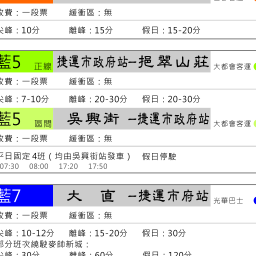 收費：一段票 緩衝區：無
尖峰：10分 離峰：15分 假日：15-20分
藍5 正線 捷運市政府站─挹翠山莊 大都會客運
收費：一段票 緩衝區：無
尖峰：7-10分 離峰：20-30分 假日：20-30分
藍5 區間 吳興街 ─捷運市政府站 大都會客運
收費：一段票 緩衝區：無
平日固定4班（均由吳興街站發車） 假日停駛
07:30 08:00 17:20 17:50
藍7 大 直 ─捷運市府站 光華巴士
收費：一段票 緩衝區：無
尖峰：10-12分 離峰：15-20分 假日：30分
部分班次繞駛麥帥新城：
尖峰：30分 離峰：60分 假日：120分